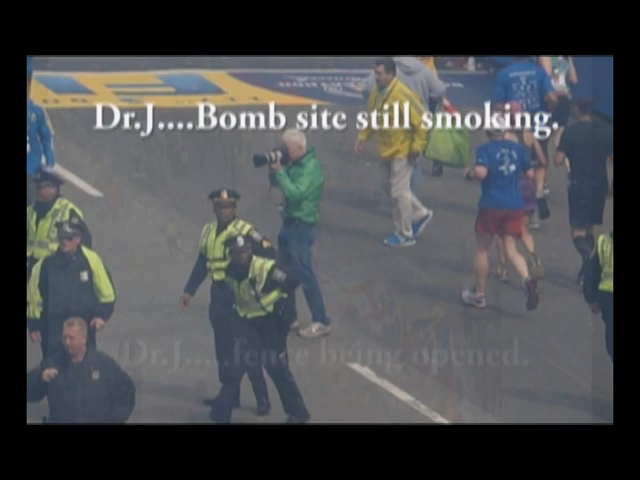 Dr.J....Bomb site still smoking.
Dr.J.....fence being opened.